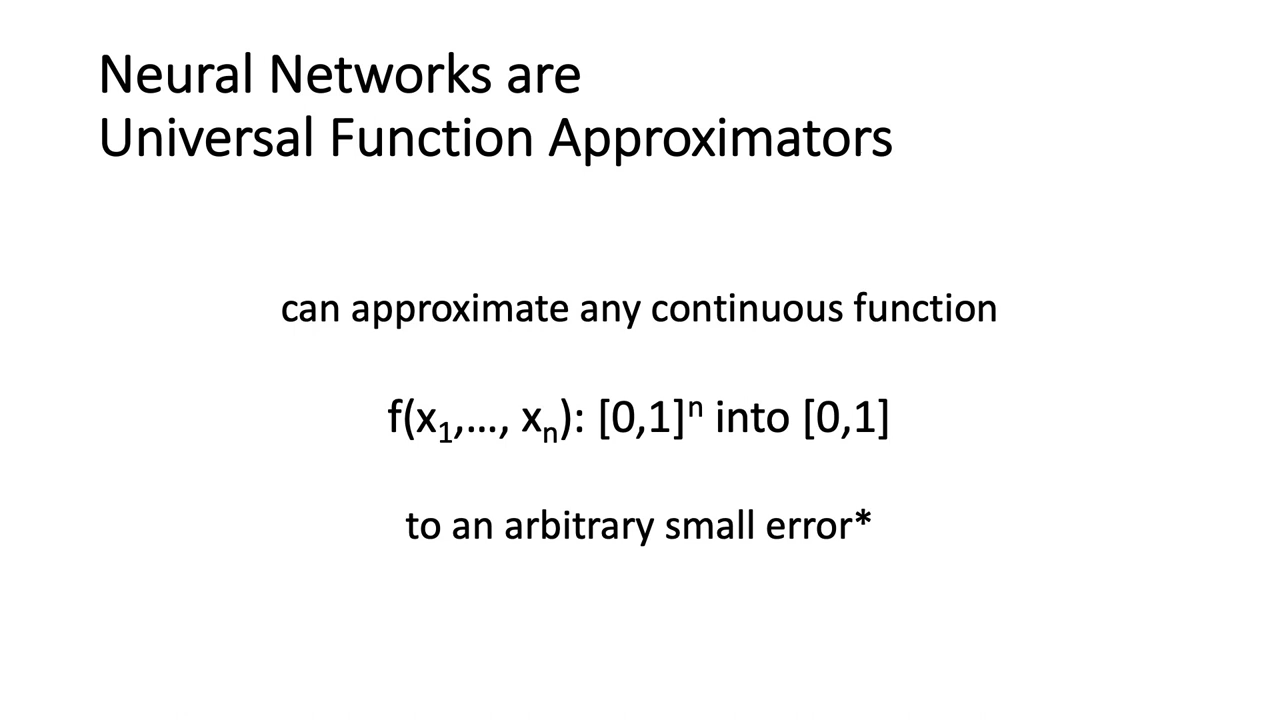 Neural Networks are
Universal Function Approximators
can approximate any continuous function
f(x₁,…, xₙ): [0,1]ⁿ into [0,1]
to an arbitrary small error*